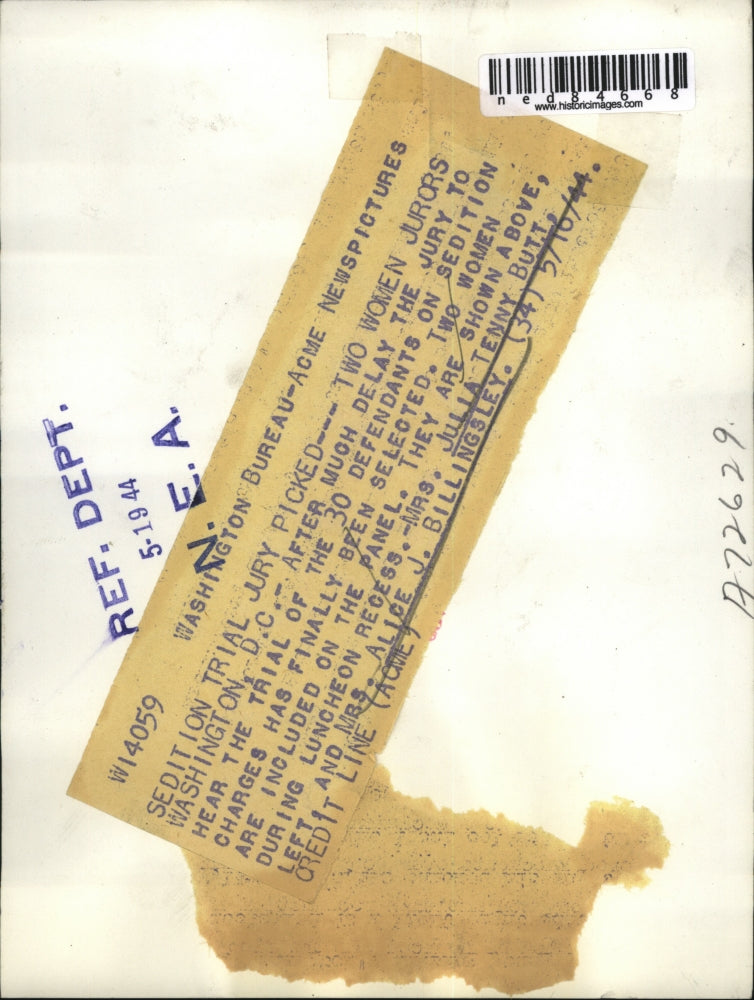 ned84668
www.historicimages.com
REF: DEPT.
5-19 44
N. E. A.
W14059 WASHINGTON BUREAU-ACME NEWSPICTURES
SEDITION TRIAL JURY PICKED--- TWO WOMEN JURORS
WASHINGTON, D.C.- AFTER MUCH DELAY THE JURY TO
HEAR THE TRIAL OF THE 30 DEFENDANTS ON SEDITION
CHARGES HAS FINALLY BEEN SELECTED. TWO WOMEN
ARE INCLUDED ON THE PANEL. THEY ARE SHOWN ABOVE,
DURING LUNCHEON RECESS.-MRS. JULIA TENNY BUTT,
LEFT, AND MRS. ALICE J. BILLINGSLEY. (34) 5/16/44.
CREDIT LINE (ACME)
A72629